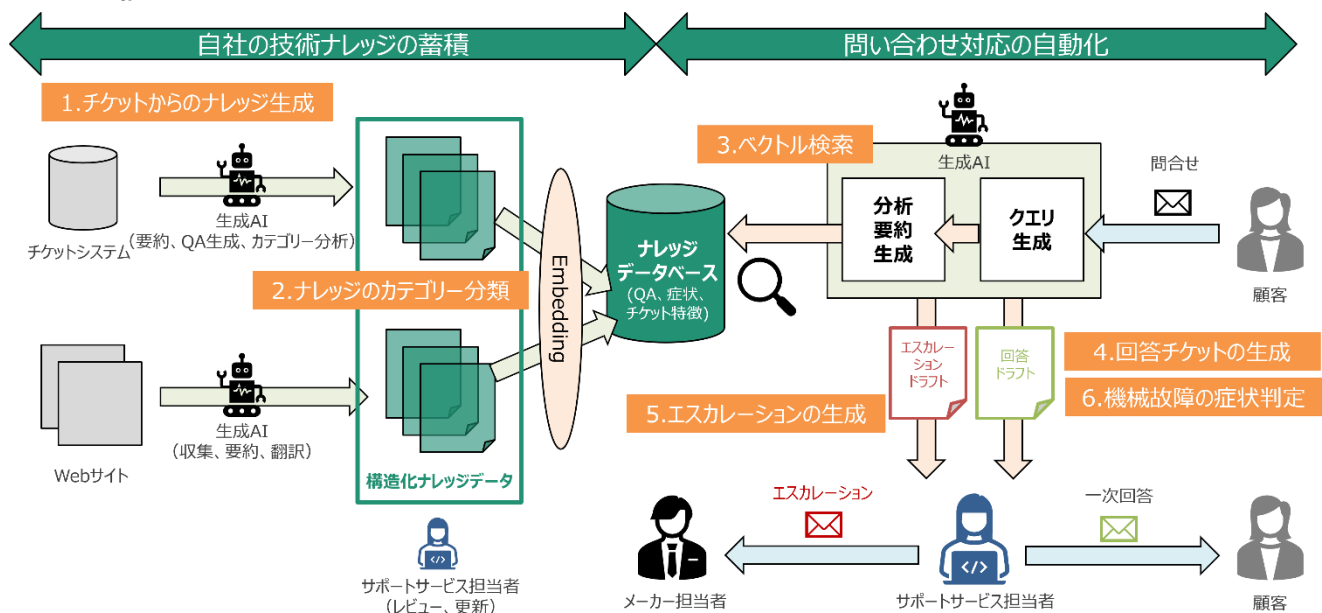 自社の技術ナレッジの蓄積
問い合わせ対応の自動化
1.チケットからのナレッジ生成
チケットシステム
生成AI
(要約、QA生成、カテゴリー分析)
2.ナレッジのカテゴリー分類
Webサイト
生成AI
(収集、要約、翻訳)
構造化ナレッジデータ
サポートサービス担当者
(レビュー、更新)
Embedding
ナレッジ
データベース
(QA、症状、
チケット特徴)
3.ベクトル検索
生成AI
分析
要約
生成
クエリ
生成
問合せ
顧客
エスカレー
ション
ドラフト
回答
ドラフト
4.回答チケットの生成
6.機械故障の症状判定
5.エスカレーションの生成
エスカレーション
一次回答
メーカー担当者
</>
サポートサービス担当者
顧客